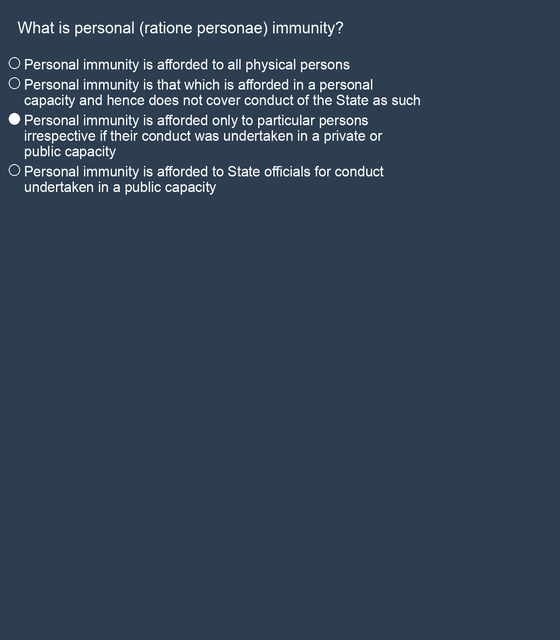 What is personal (ratione personae) immunity?
Personal immunity is afforded to all physical persons
Personal immunity is that which is afforded in a personal
capacity and hence does not cover conduct of the State as such
Personal immunity is afforded only to particular persons
irrespective if their conduct was undertaken in a private or
public capacity
Personal immunity is afforded to State officials for conduct
undertaken in a public capacity